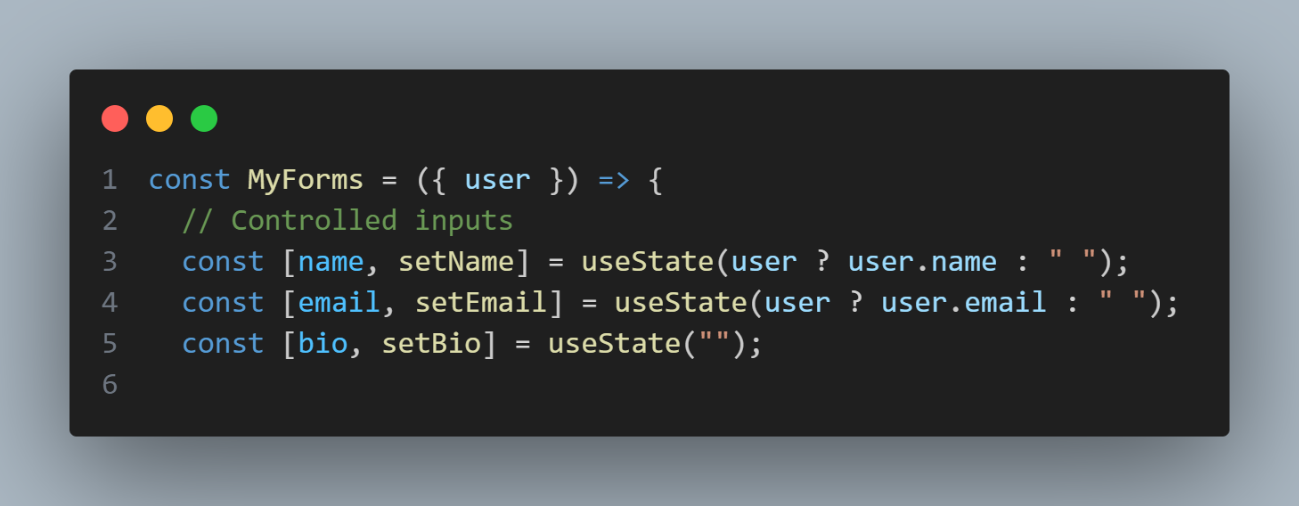 1 const MyForms = ({ user }) => {
2   // Controlled inputs
3   const [name, setName] = useState(user ? user.name : " ");
4   const [email, setEmail] = useState(user ? user.email : " ");
5   const [bio, setBio] = useState("");
6